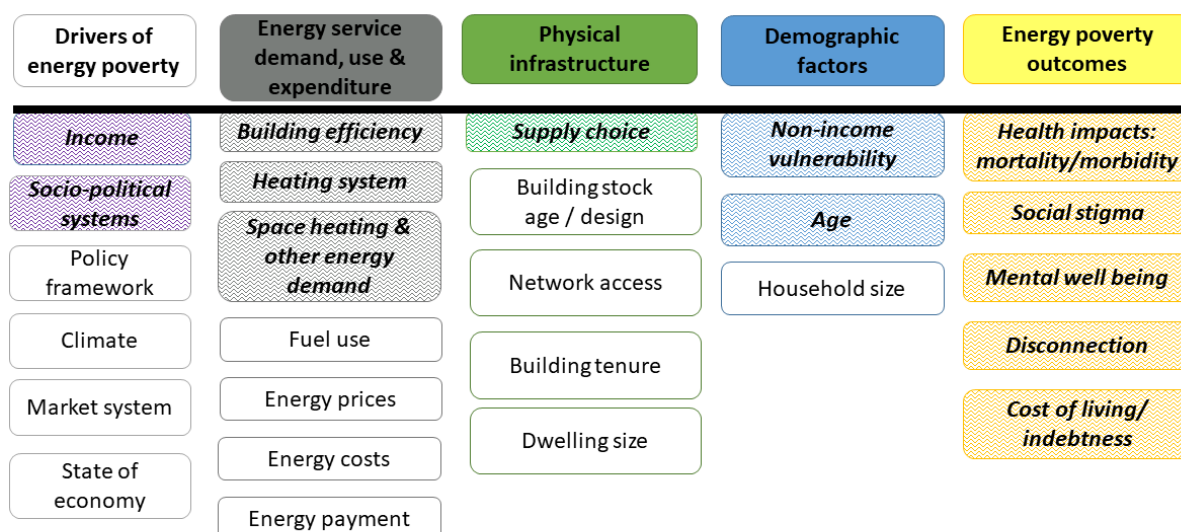 Drivers of
energy poverty
Energy service
demand, use &
expenditure
Physical
infrastructure
Demographic
factors
Energy poverty
outcomes
Income
Socio-political
systems
Policy
framework
Climate
Market system
State of
economy
Building efficiency
Heating system
Space heating &
other energy
demand
Fuel use
Energy prices
Energy costs
Energy payment
Supply choice
Building stock
age / design
Network access
Building tenure
Dwelling size
Non-income
vulnerability
Age
Household size
Health impacts:
mortality/morbidity
Social stigma
Mental well being
Disconnection
Cost of living/
indebtness